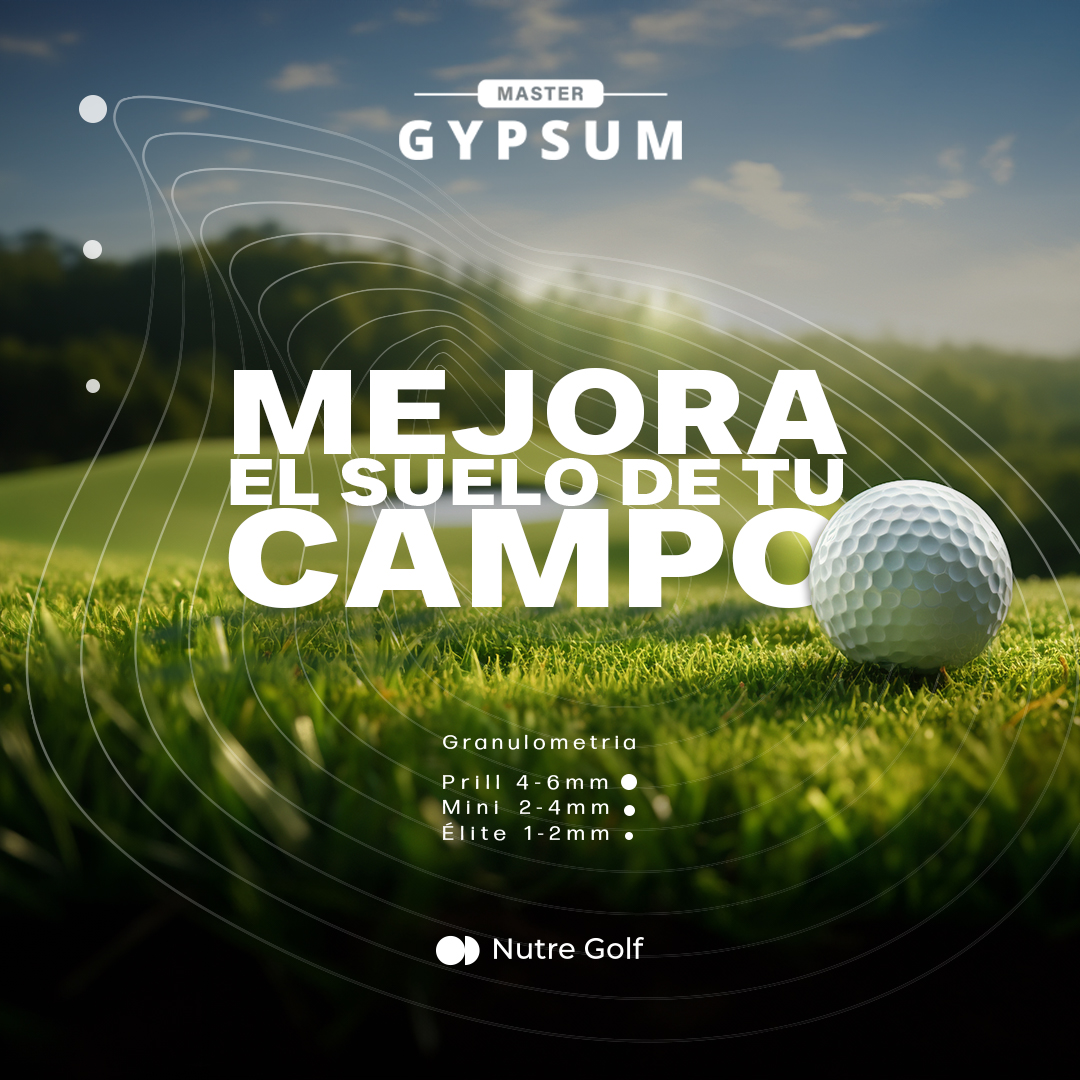 MASTER
GYPSUM
MEJORA
EL SUELO DE TU
CAMPO
Granulometria
Prill 4-6mm
Mini 2-4mm
Élite 1-2mm
Nutre Golf